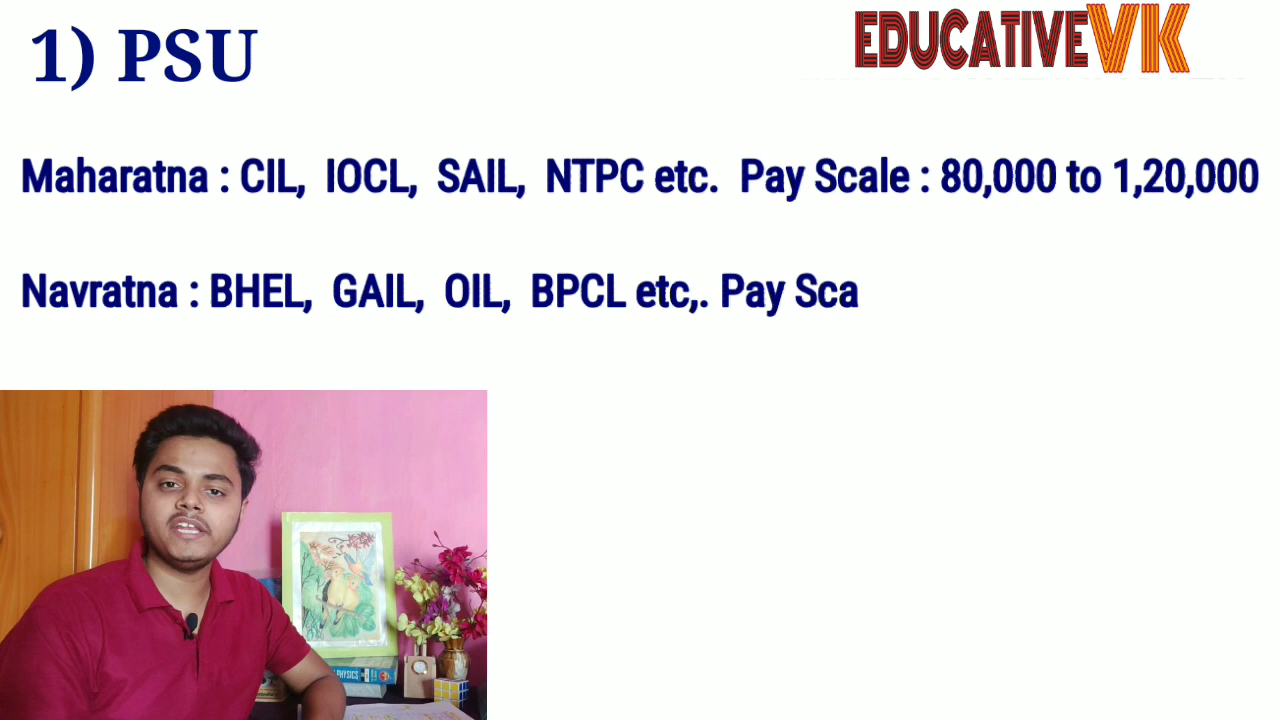 1) PSU
EDUCATIVEVK
Maharatna : CIL, IOCL, SAIL, NTPC etc. Pay Scale : 80,000 to 1,20,000
Navratna : BHEL, GAIL, OIL, BPCL etc,. Pay Sca
PHYSICS